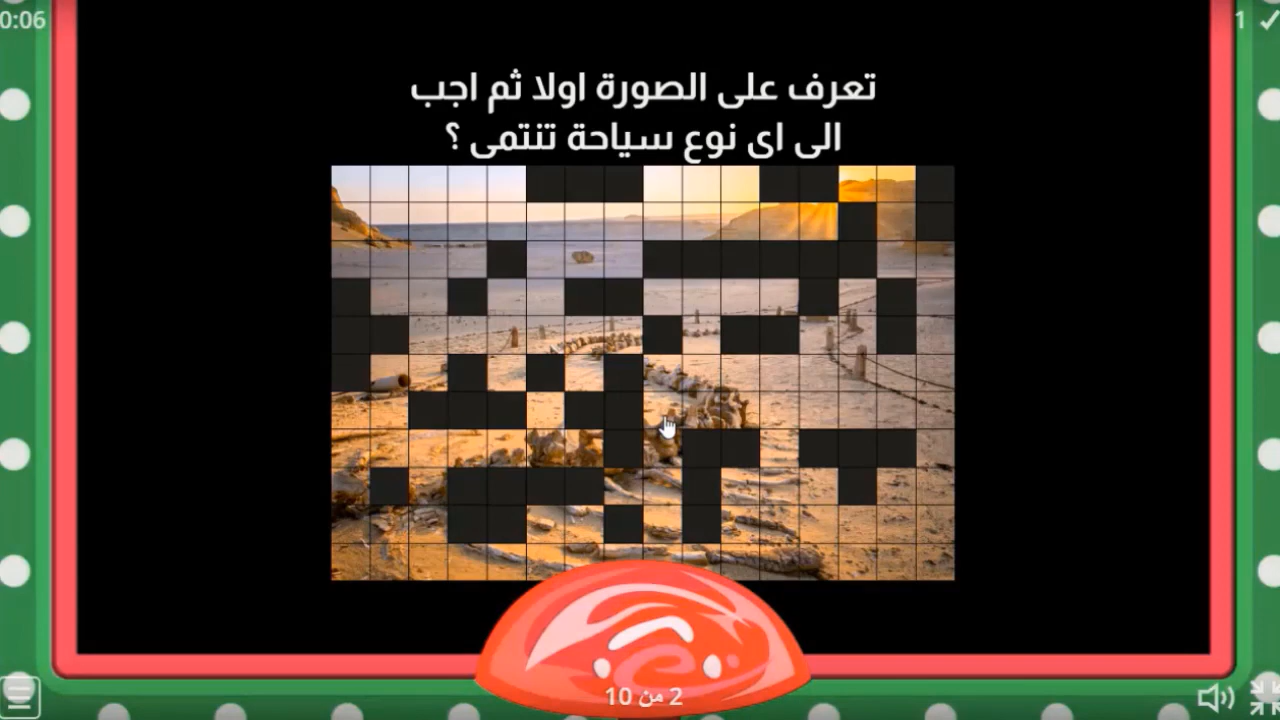 0:06
1
تعرف على الصورة اولا ثم اجب
الى اى نوع سياحة تنتمى ؟
2 من 10